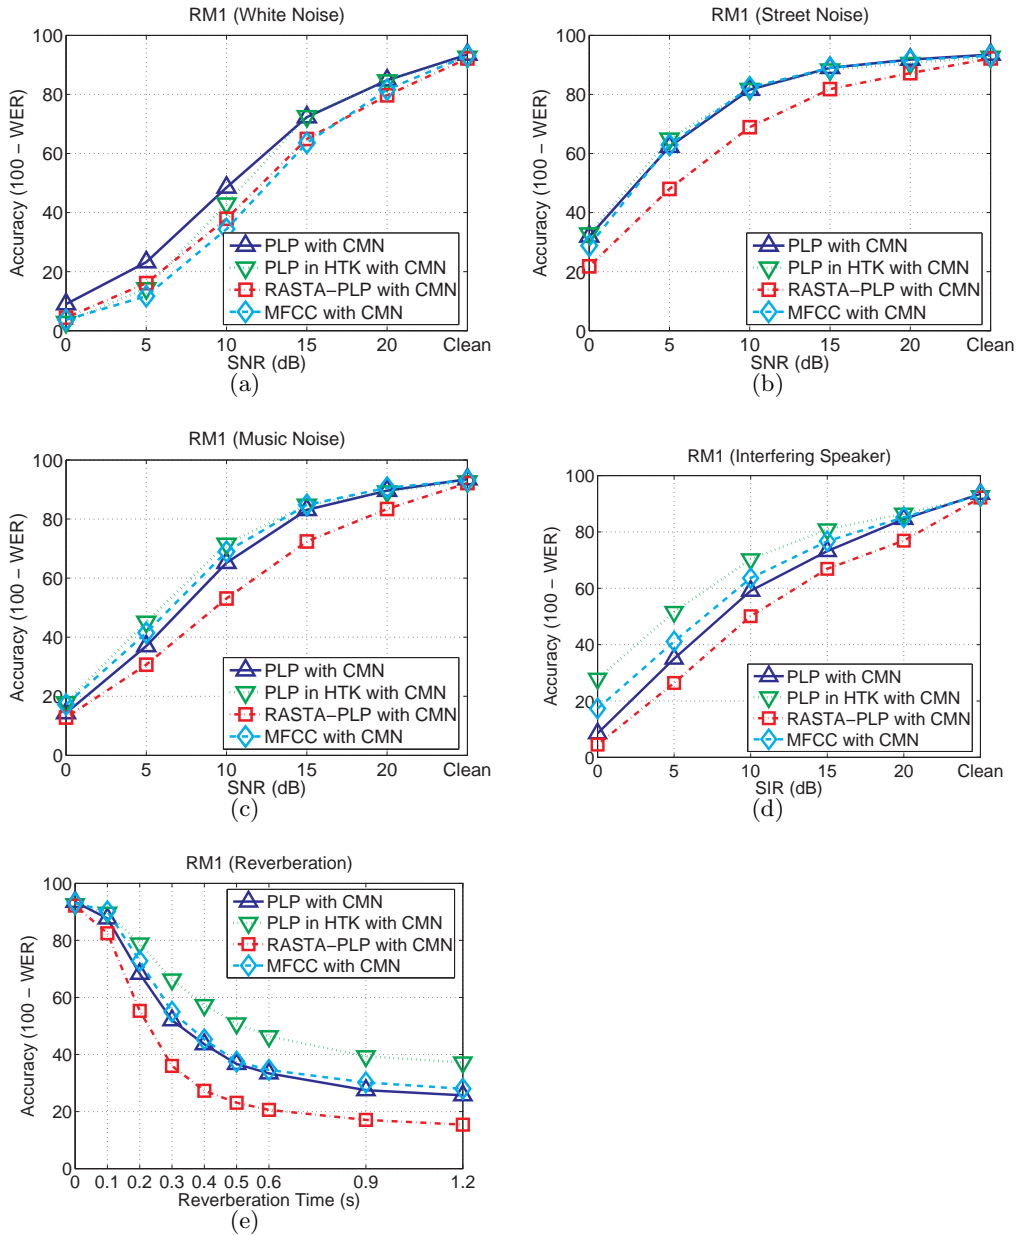 RM1 (White Noise)
100
80
60
40
20
0
Accuracy (100 − WER)
PLP with CMN
PLP in HTK with CMN
RASTA−PLP with CMN
MFCC with CMN
0 5 10 15 20 Clean
SNR (dB)
(a)
RM1 (Street Noise)
100
80
60
40
20
0
Accuracy (100 − WER)
PLP with CMN
PLP in HTK with CMN
RASTA−PLP with CMN
MFCC with CMN
0 5 10 15 20 Clean
SNR (dB)
(b)
RM1 (Music Noise)
100
80
60
40
20
0
Accuracy (100 − WER)
PLP with CMN
PLP in HTK with CMN
RASTA−PLP with CMN
MFCC with CMN
0 5 10 15 20 Clean
SNR (dB)
(c)
RM1 (Interfering Speaker)
100
80
60
40
20
0
Accuracy (100 − WER)
PLP with CMN
PLP in HTK with CMN
RASTA−PLP with CMN
MFCC with CMN
0 5 10 15 20 Clean
SIR (dB)
(d)
RM1 (Reverberation)
100
80
60
40
20
0
Accuracy (100 − WER)
PLP with CMN
PLP in HTK with CMN
RASTA−PLP with CMN
MFCC with CMN
0 0.1 0.2 0.3 0.4 0.5 0.6 0.9 1.2
Reverberation Time (s)
(e)